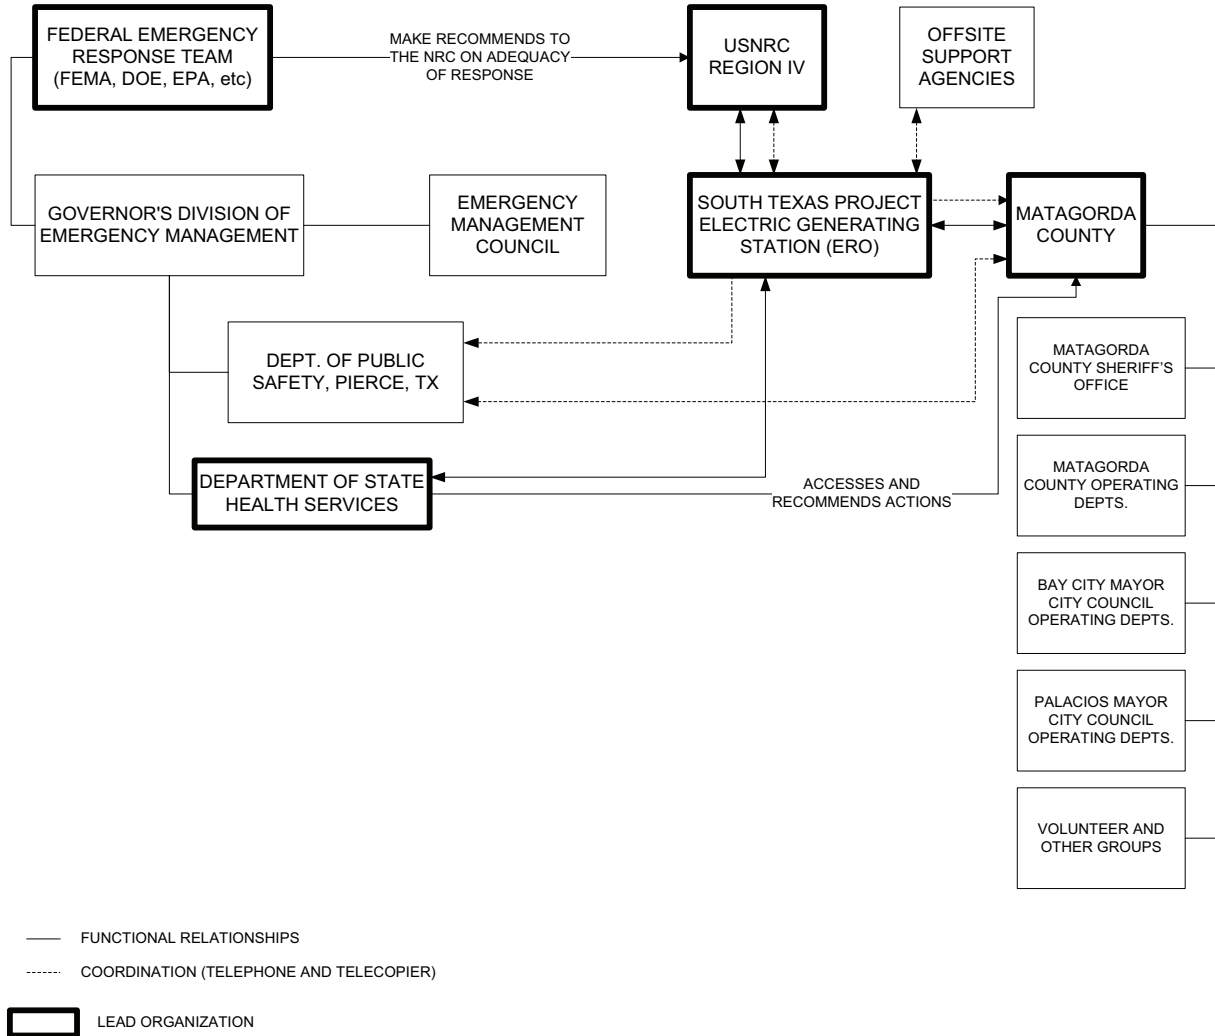 FEDERAL EMERGENCY
RESPONSE TEAM
(FEMA, DOE, EPA, etc)
MAKE RECOMMENDS TO
THE NRC ON ADEQUACY
OF RESPONSE
USNRC
REGION IV
OFFSITE
SUPPORT
AGENCIES
GOVERNOR'S DIVISION OF
EMERGENCY MANAGEMENT
EMERGENCY
MANAGEMENT
COUNCIL
SOUTH TEXAS PROJECT
ELECTRIC GENERATING
STATION (ERO)
MATAGORDA
COUNTY
DEPT. OF PUBLIC
SAFETY, PIERCE, TX
MATAGORDA
COUNTY SHERIFF'S
OFFICE
DEPARTMENT OF STATE
HEALTH SERVICES
ACCESSES AND
RECOMMENDS ACTIONS
MATAGORDA
COUNTY OPERATING
DEPTS.
BAY CITY MAYOR
CITY COUNCIL
OPERATING DEPTS.
PALACIOS MAYOR
CITY COUNCIL
OPERATING DEPTS.
VOLUNTEER AND
OTHER GROUPS
FUNCTIONAL RELATIONSHIPS
COORDINATION (TELEPHONE AND TELECOPIER)
LEAD ORGANIZATION